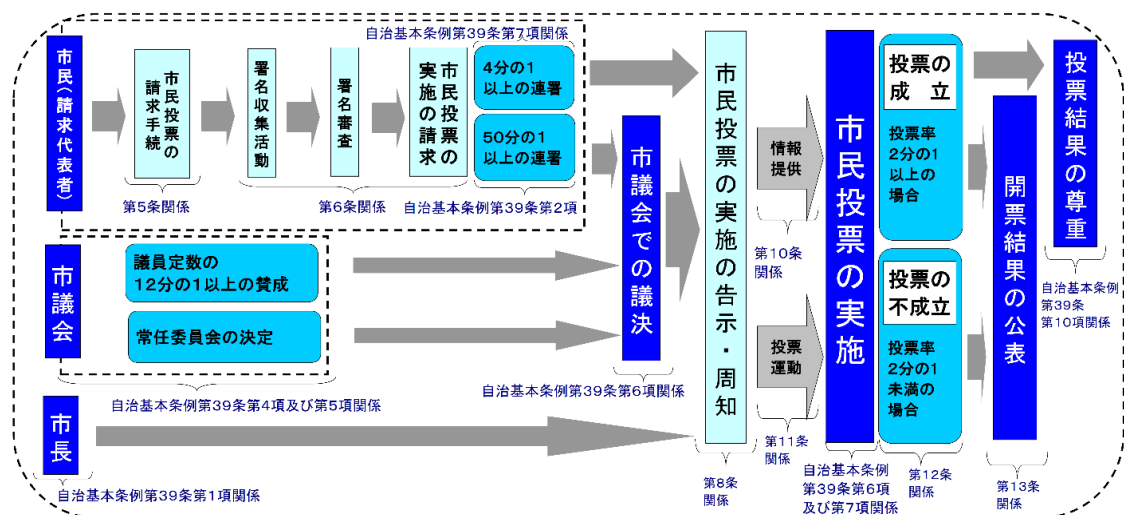 自治基本条例第39条第7項関係
市民(請求代表者)
市民投票の
請求手続
署名収集活動
署名審査
市民投票の
実施の請求
4分の1
以上の連署
50分の1
以上の連署
第5条関係
第6条関係
自治基本条例第39条第2項
市議会
議員定数の
12分の1以上の賛成
常任委員会の決定
自治基本条例第39条第4項及び第5項関係
市長
自治基本条例第39条第1項関係
市議会での議決
自治基本条例第39条第6項関係
市民投票の実施の告示・周知
第8条
関係
情報
提供
第10条
関係
投票
運動
第11条
関係
市民投票の実施
自治基本条例
第39条第6項
及び第7項関係
投票の
成 立
投票率
2分の1
以上の
場合
投票の
不成立
投票率
2分の1
未満の
場合
第12条
関係
開票結果の公表
第13条
関係
投票結果の尊重
自治基本条例
第39条
第10項関係